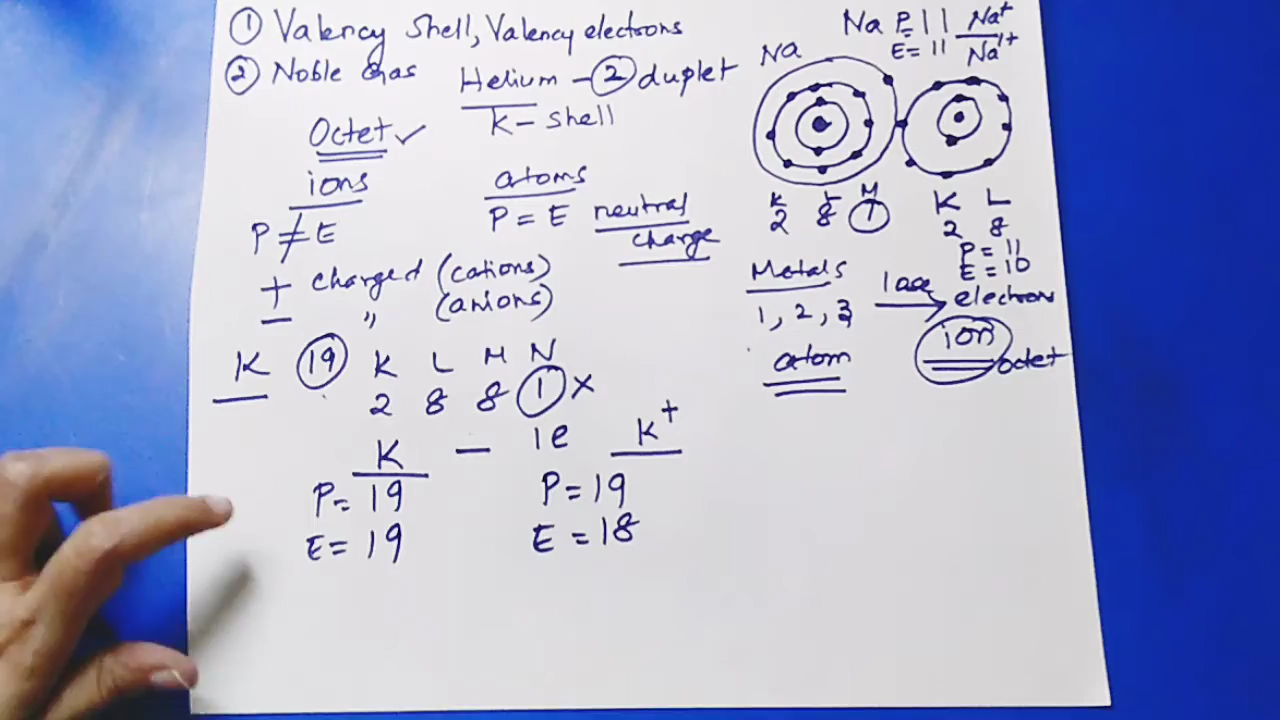 ① Valency Shell, Valency electrons
② Noble Gas Helium - ② duplet
K - shell
Octet ✓
ions
P ≠ E
atoms
P = E neutral
charge
+ charged (cations)
- " (anions)
K ⑲ K L M N
2 8 8 ① ×
K - 1e K⁺
P = 19 P = 19
E = 19 E = 18
Na P = 11 Na⁺
E = 11 Na¹⁺
Na
K L M
2 8 ①
K L
2 8
P = 11
E = 10
Metals lose electron
1, 2, 3
atom ion octet